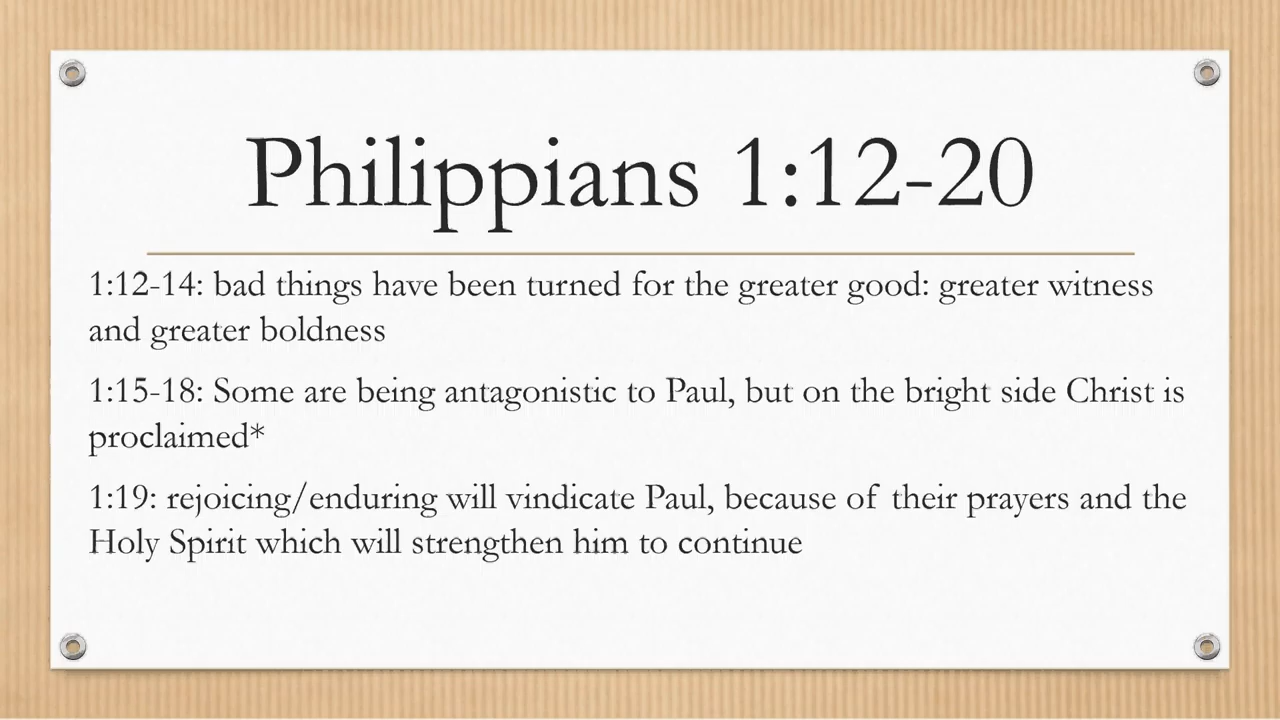 Philippians 1:12-20
1:12-14: bad things have been turned for the greater good: greater witness
and greater boldness
1:15-18: Some are being antagonistic to Paul, but on the bright side Christ is
proclaimed*
1:19: rejoicing/enduring will vindicate Paul, because of their prayers and the
Holy Spirit which will strengthen him to continue